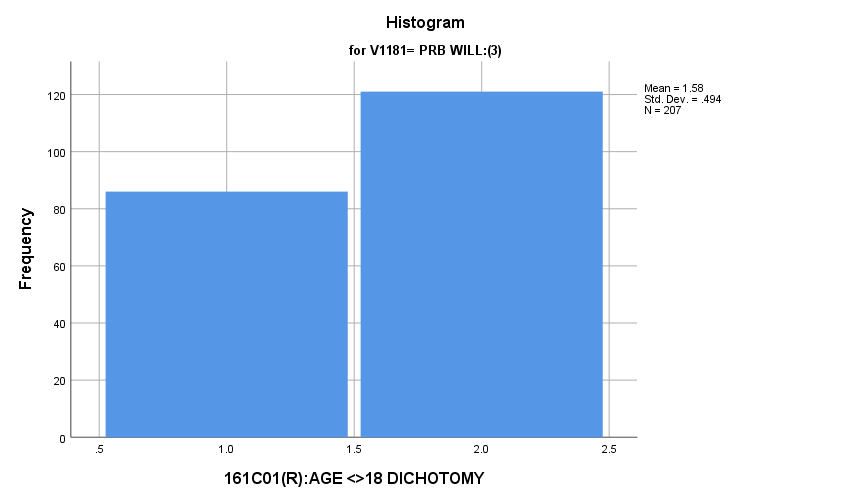 Histogram
for V1181= PRB WILL:(3)
Mean = 1.58
Std. Dev. = .494
N = 207
Frequency
120
100
80
60
40
20
0
.5 1.0 1.5 2.0 2.5
161C01(R):AGE <>18 DICHOTOMY